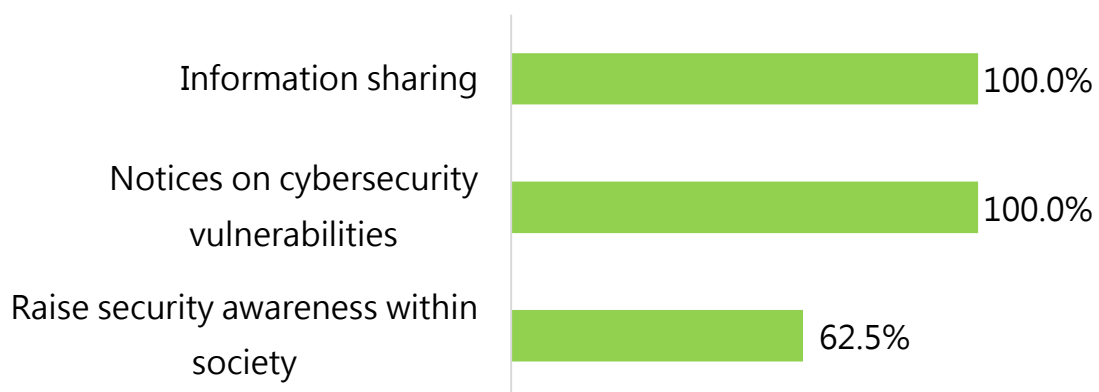 Information sharing
100.0%
Notices on cybersecurity
vulnerabilities
100.0%
Raise security awareness within
society
62.5%